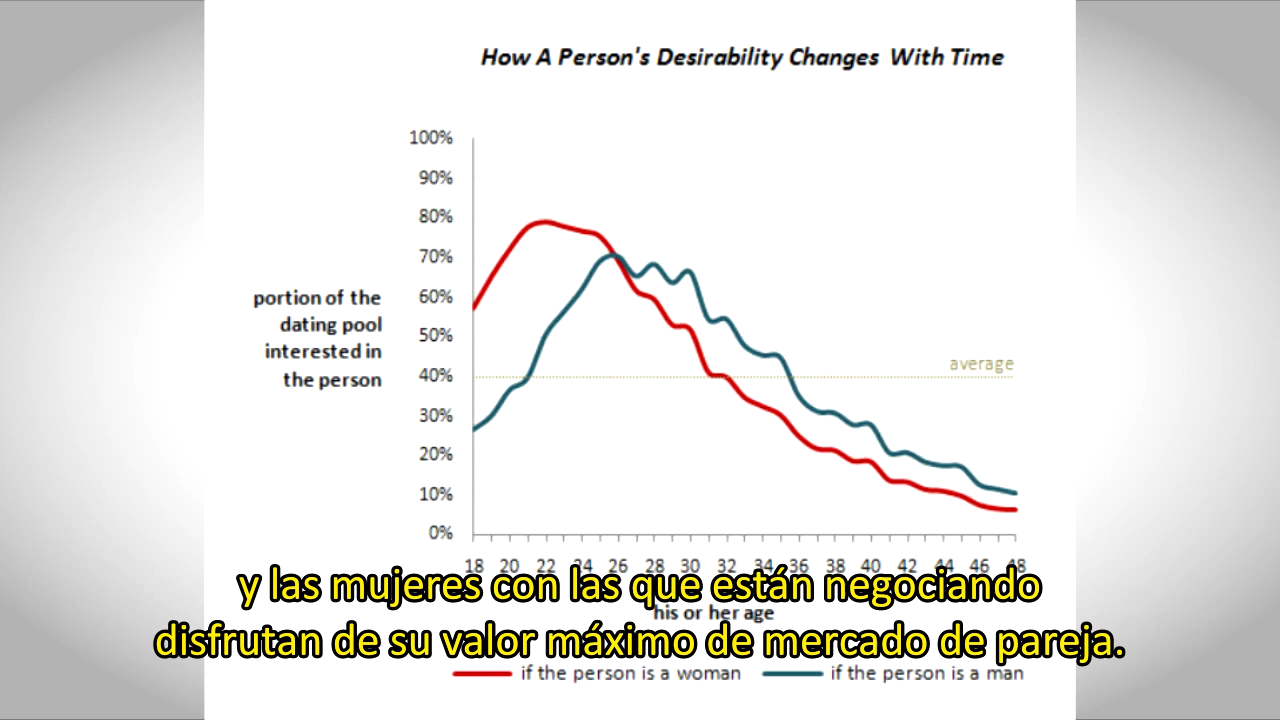 How A Person's Desirability Changes With Time
100%
90%
80%
70%
60%
50%
40%
30%
20%
10%
0%
portion of the
dating pool
interested in
the person
average
18 20 22 24 26 28 30 32 34 36 38 40 42 44 46 48
his or her age
y las mujeres con las que están negociando
disfrutan de su valor máximo de mercado de pareja.
if the person is a woman if the person is a man